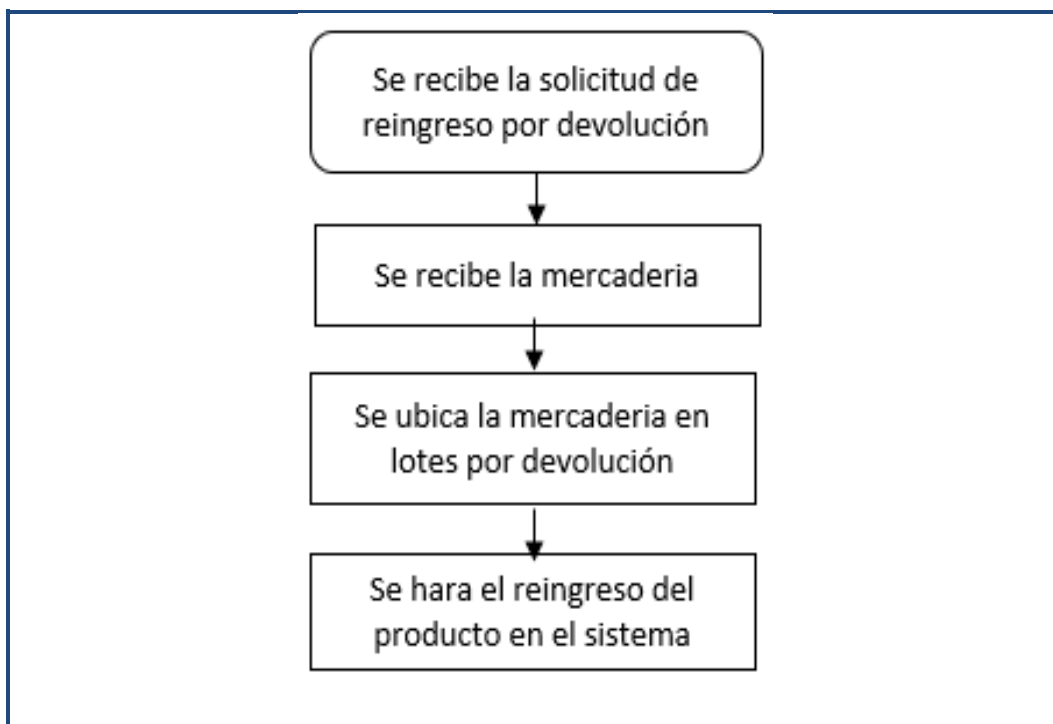 Se recibe la solicitud de
reingreso por devolución
Se recibe la mercaderia
Se ubica la mercaderia en
lotes por devolución
Se hara el reingreso del
producto en el sistema